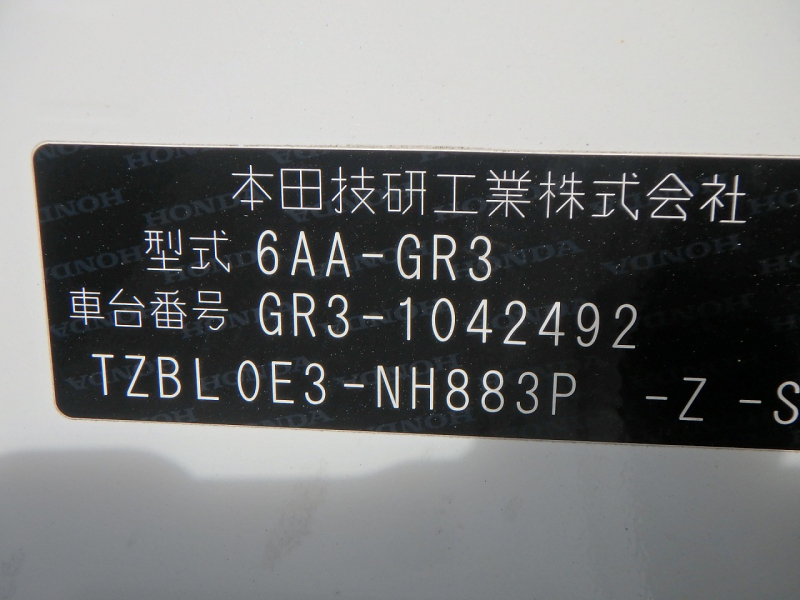 本田技研工業株式会社
型式 6AA-GR3
車台番号 GR3-1042492
TZBL0E3-NH883P -Z -S